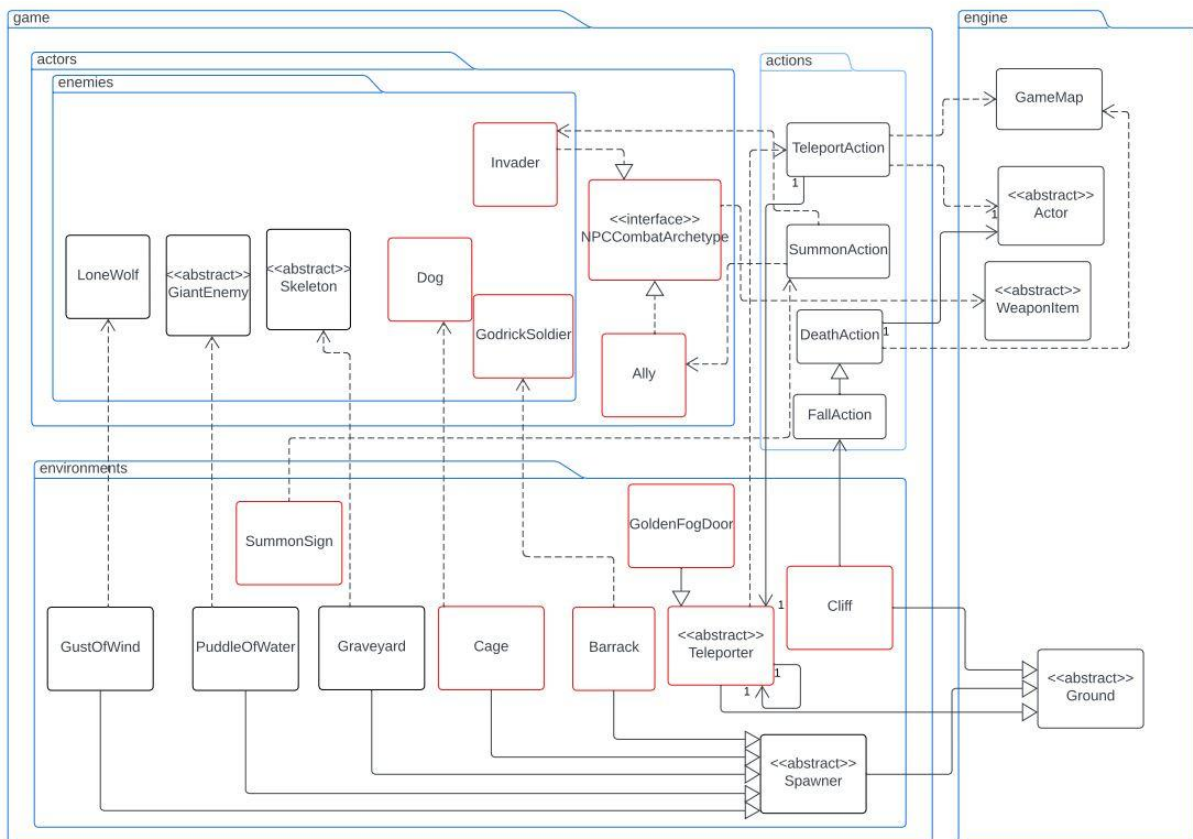 game
engine
actors
actions
enemies
GameMap
TeleportAction
Invader
1
<<abstract>>
Actor
1
<<interface>>
NPCCombatArchetype
SummonAction
LoneWolf
<<abstract>>
GiantEnemy
<<abstract>>
Skeleton
Dog
<<abstract>>
WeaponItem
GodrickSoldier
DeathAction
1
Ally
FallAction
environments
GoldenFogDoor
SummonSign
1
Cliff
GustOfWind
PuddleOfWater
Graveyard
Cage
Barrack
<<abstract>>
Teleporter
1
1
<<abstract>>
Ground
<<abstract>>
Spawner